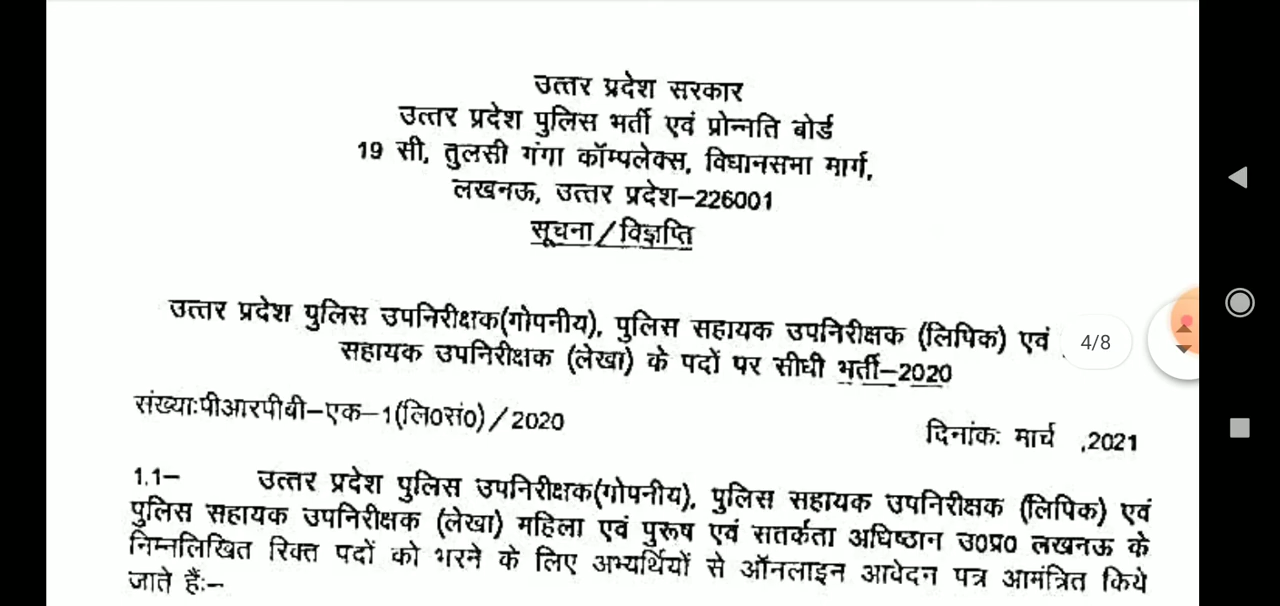 उत्तर प्रदेश सरकार
उत्तर प्रदेश पुलिस भर्ती एवं प्रोन्नति बोर्ड
19 सी, तुलसी गंगा कॉम्पलेक्स, विधानसभा मार्ग,
लखनऊ, उत्तर प्रदेश–226001
सूचना/विज्ञप्ति
उत्तर प्रदेश पुलिस उपनिरीक्षक(गोपनीय), पुलिस सहायक उपनिरीक्षक (लिपिक) एवं
4/8
सहायक उपनिरीक्षक (लेखा) के पदों पर सीधी भर्ती–2020
संख्याःपीआरपीबी–एक–1(लि0सं0)/2020
दिनांकः मार्च ,2021
1.1– उत्तर प्रदेश पुलिस उपनिरीक्षक(गोपनीय), पुलिस सहायक उपनिरीक्षक (लिपिक) एवं
पुलिस सहायक उपनिरीक्षक (लेखा) महिला एवं पुरूष एवं सतर्कता अधिष्ठान उ0प्र0 लखनऊ के
निम्नलिखित रिक्त पदों को भरने के लिए अभ्यर्थियों से ऑनलाइन आवेदन पत्र आमंत्रित किये
जाते हैंः–